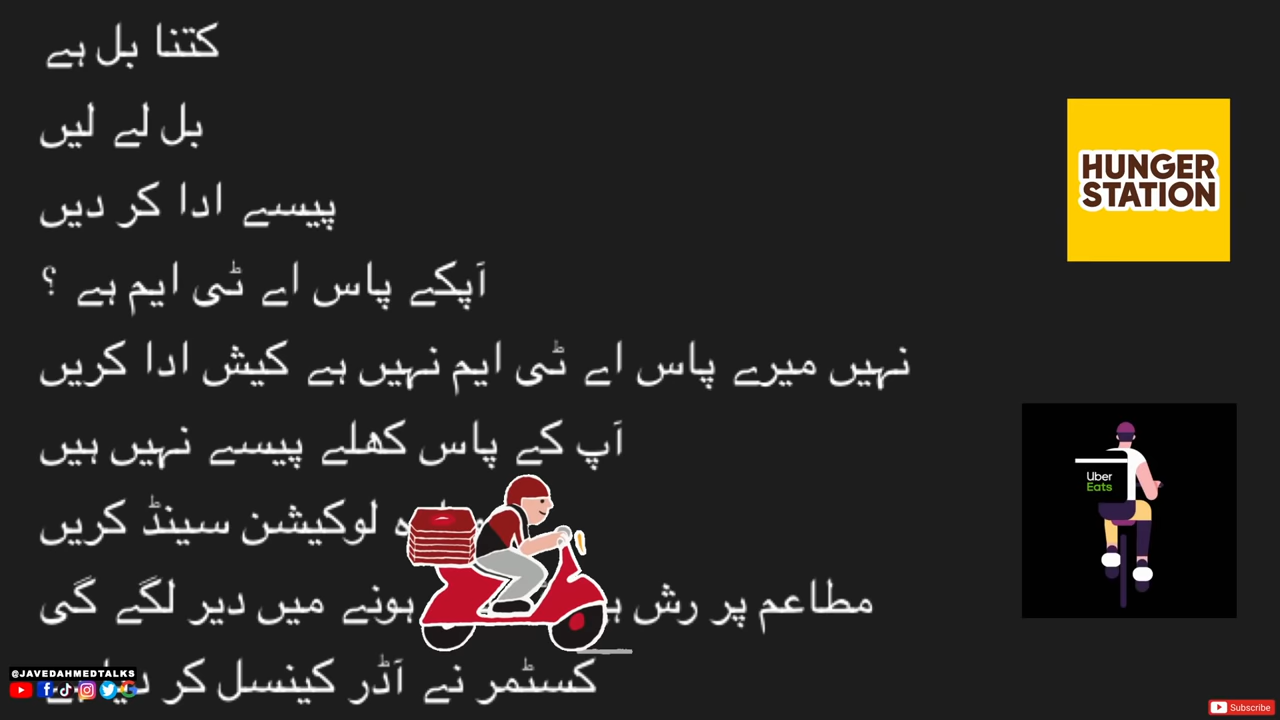 کتنا بل ہے
بل لے لیں
پیسے ادا کر دیں
آپکے پاس اے ٹی ایم ہے ؟
نہیں میرے پاس اے ٹی ایم نہیں ہے کیش ادا کریں
آپ کے پاس کھلے پیسے نہیں ہیں
لوکیشن سینڈ کریں
مطاعم پر رش ہونے میں دیر لگے گی
کسٹمر نے آڈر کینسل کر دیا ہے
HUNGER
STATION
Uber
Eats
@JAVEDAHMEDTALKS
Subscribe